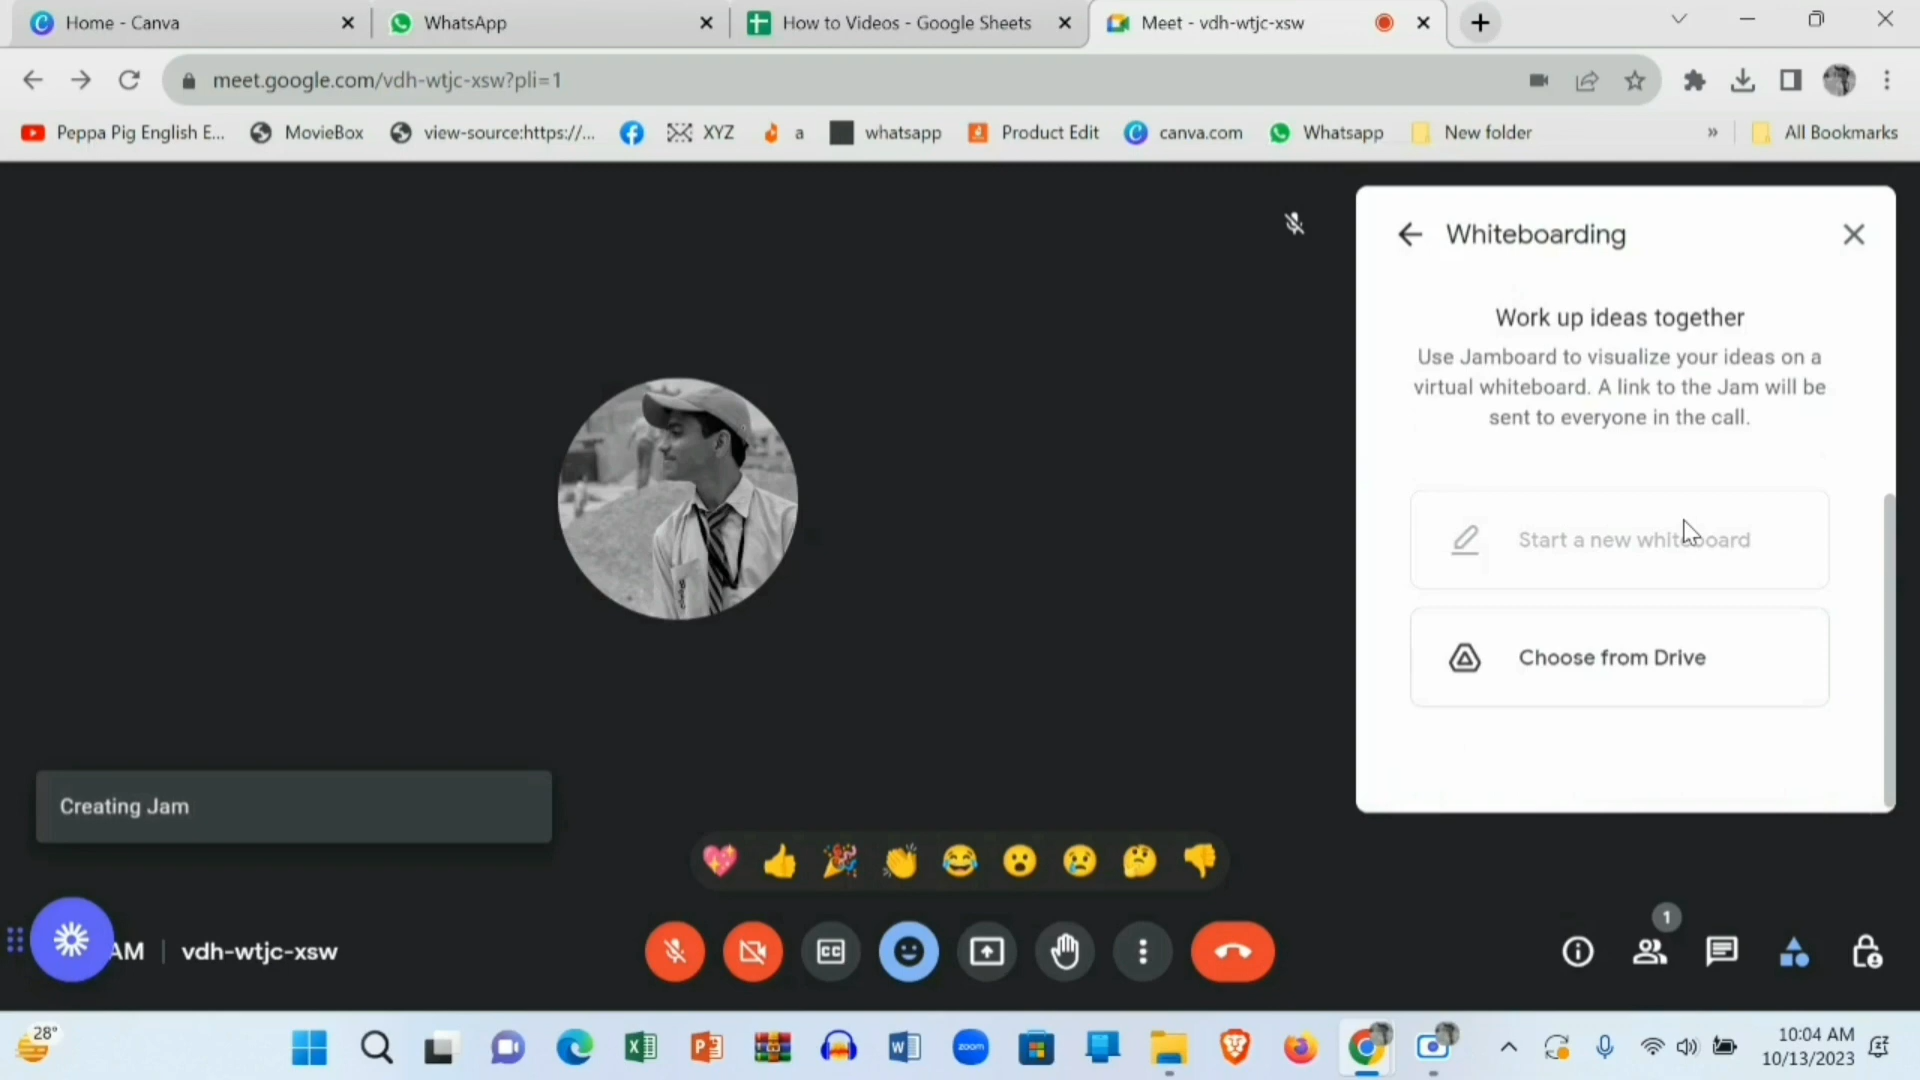 Home - Canva
WhatsApp
How to Videos - Google Sheets
Meet - vdh-wtjc-xsw
meet.google.com/vdh-wtjc-xsw?pli=1
Peppa Pig English E...
MovieBox
view-source:https://...
XYZ
a
whatsapp
Product Edit
canva.com
Whatsapp
New folder
»
All Bookmarks
Whiteboarding
Work up ideas together
Use Jamboard to visualize your ideas on a
virtual whiteboard. A link to the Jam will be
sent to everyone in the call.
Start a new whiteboard
Choose from Drive
Creating Jam
1
AM | vdh-wtjc-xsw
CC
28°
zoom
10:04 AM
10/13/2023